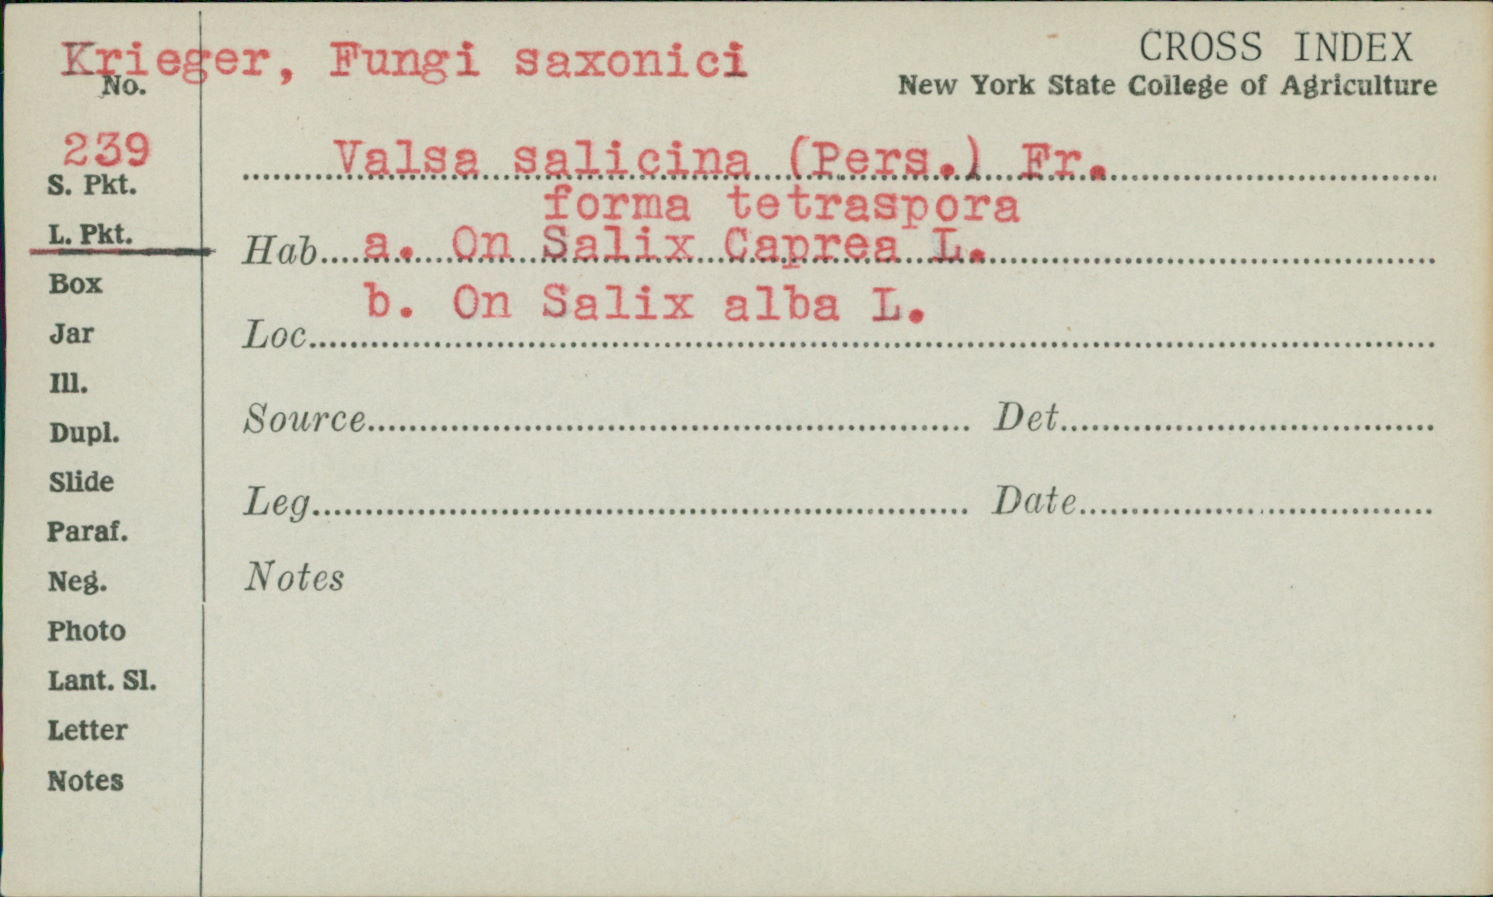 Krieger, Fungi saxonici
CROSS INDEX
No.
New York State College of Agriculture
239
Valsa salicina (Pers.) Fr.
S. Pkt.
forma tetraspora
L. Pkt.
Hab. a. On Salix Caprea L.
Box
b. On Salix alba L.
Jar
Loc.
Ill.
Dupl.
Source Det.
Slide
Leg. Date
Paraf.
Neg.
Notes
Photo
Lant. Sl.
Letter
Notes